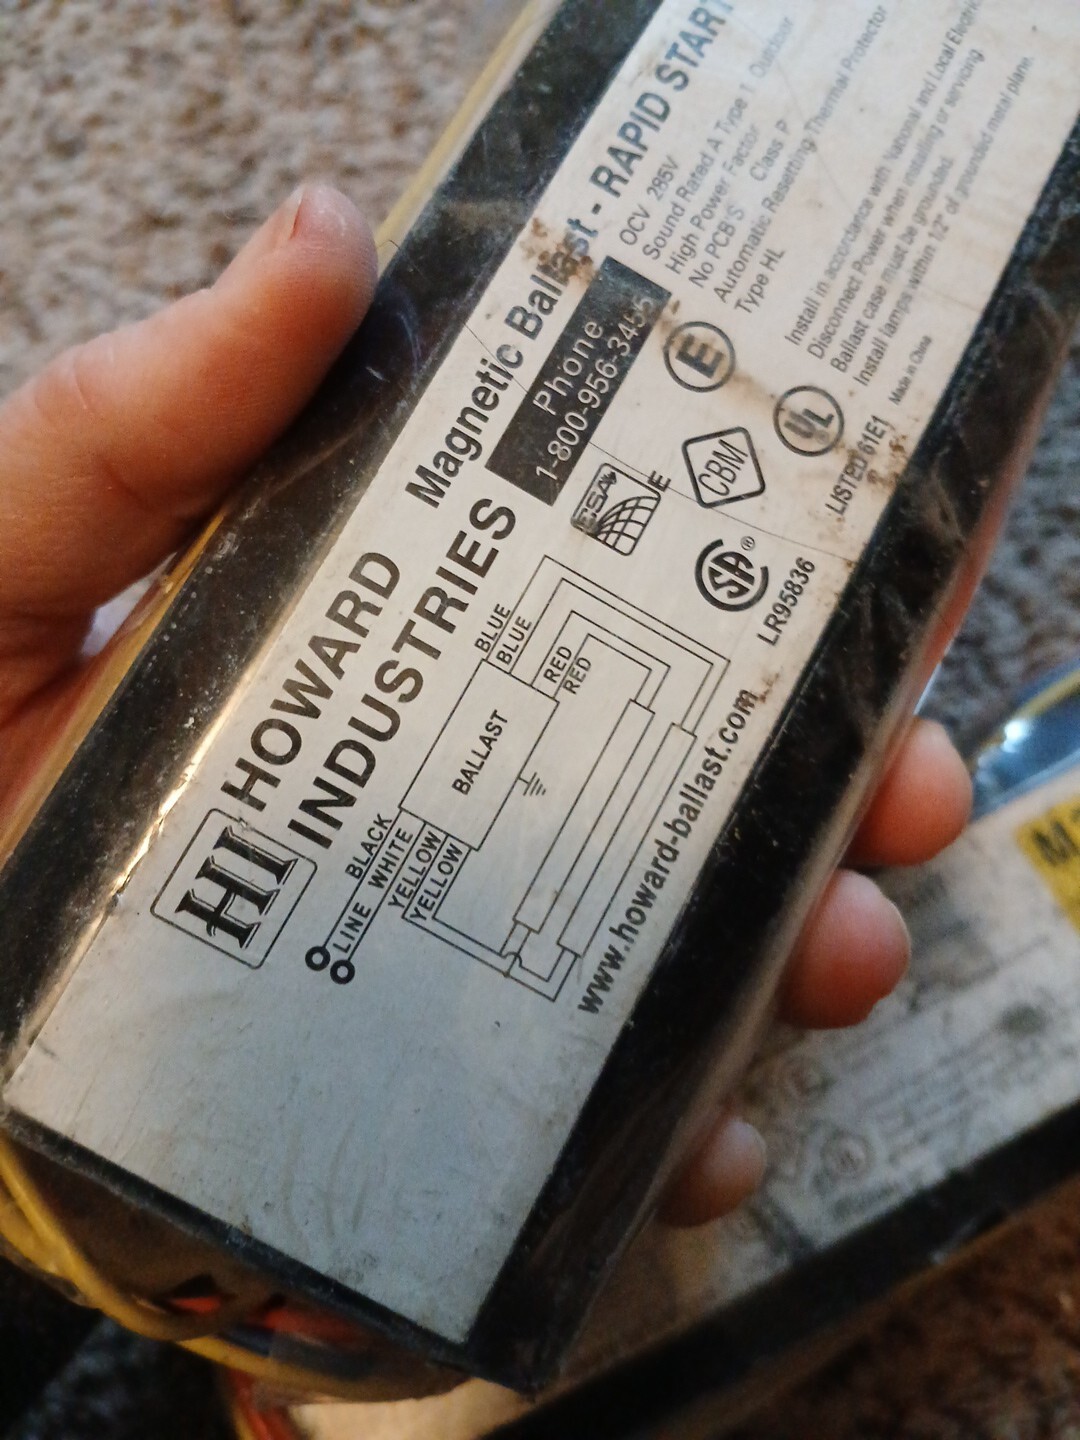 HI
HOWARD
INDUSTRIES
Magnetic Ballast - RAPID START
Phone
1-800-956-3455
OCV 285V
Sound Rated A Type 1 Outdoor
High Power Factor
No PCB'S Class P
Automatic Resetting Thermal Protector
Type HL
Install in accordance with National and Local Electric
Disconnect Power when installing or servicing
Ballast case must be grounded.
Install lamps within 1/2" of grounded metal plane.
Made in China
E
UL
LISTED 61E1
CBM
CSA
E
SA®
LR95836
BLUE
BLUE
RED
RED
BALLAST
BLACK
LINE WHITE
YELLOW
YELLOW
www.howard-ballast.com